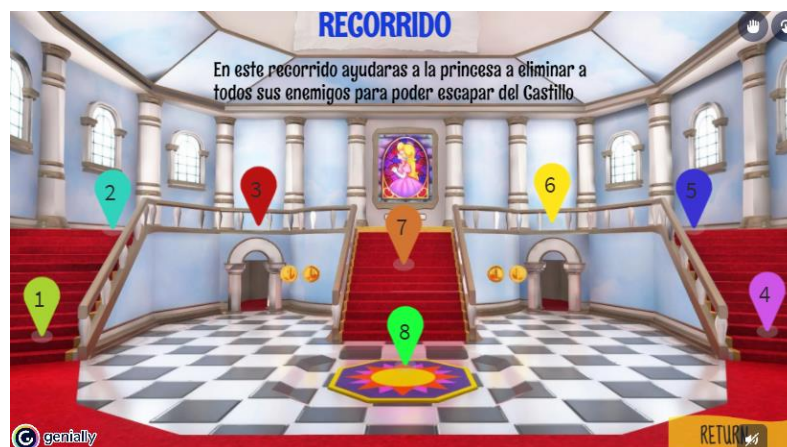 RECORRIDO
En este recorrido ayudaras a la princesa a eliminar a
todos sus enemigos para poder escapar del Castillo
2
3
6
5
7
1
4
8
genially
RETURN